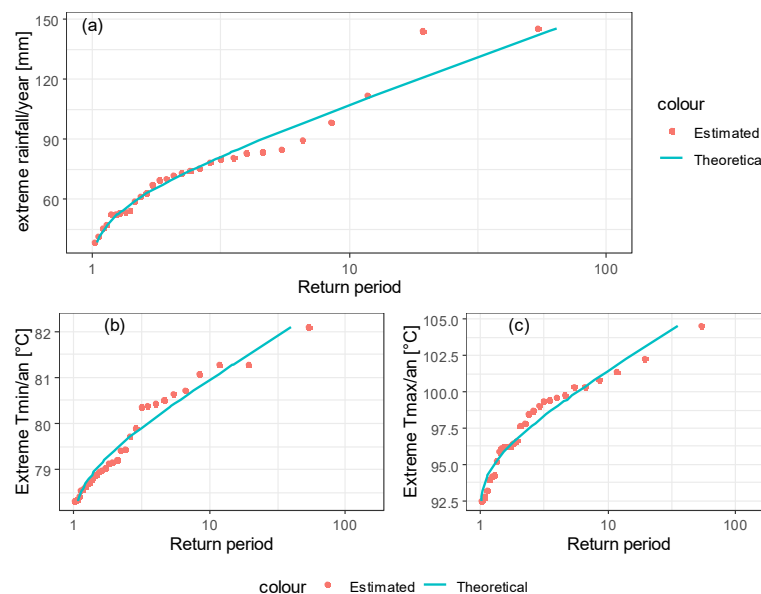 (a)
extreme rainfall/year [mm]
150
120
90
60
1 10 100
Return period
colour
Estimated
Theoretical
(b)
Extreme Tmin/an [°C]
82
81
80
79
1 10 100
Return period
(c)
Extreme Tmax/an [°C]
105.0
102.5
100.0
97.5
95.0
92.5
1 10 100
Return period
colour Estimated Theoretical